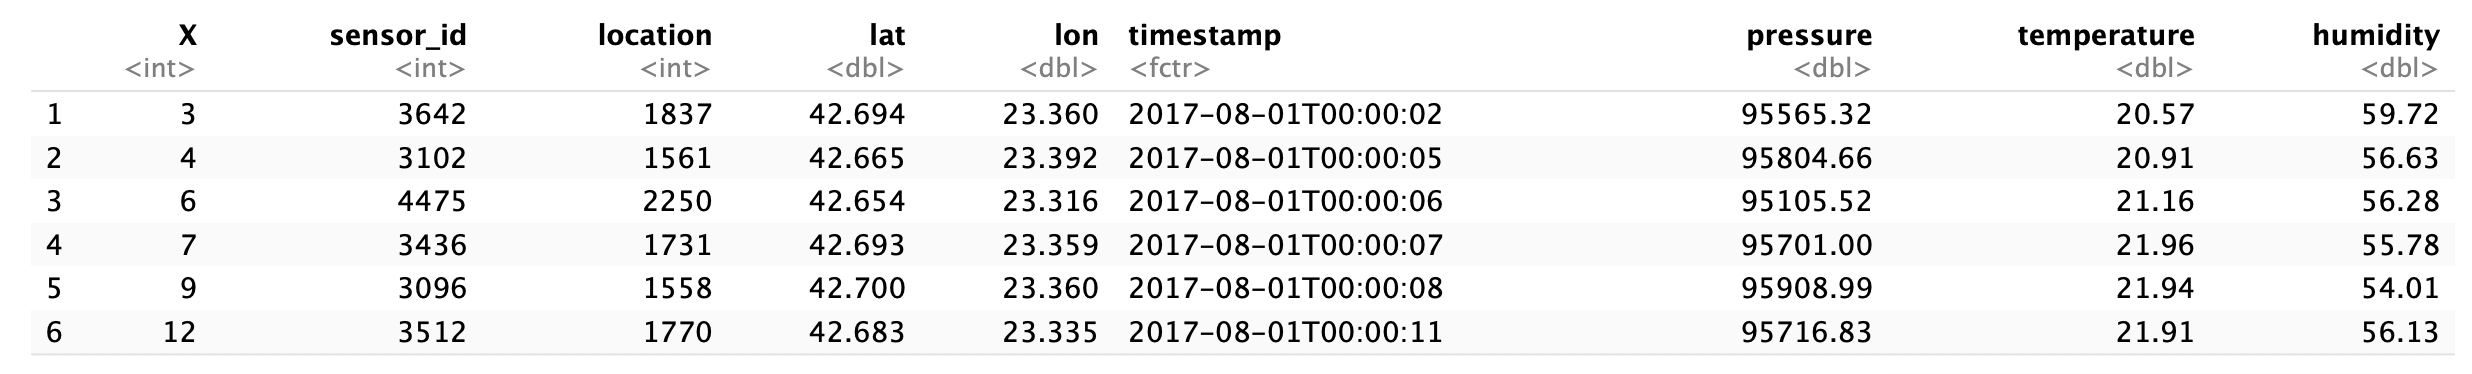 X sensor_id location lat lon timestamp pressure temperature humidity
<int> <int> <int> <dbl> <dbl> <fctr> <dbl> <dbl> <dbl>
1 3 3642 1837 42.694 23.360 2017-08-01T00:00:02 95565.32 20.57 59.72
2 4 3102 1561 42.665 23.392 2017-08-01T00:00:05 95804.66 20.91 56.63
3 6 4475 2250 42.654 23.316 2017-08-01T00:00:06 95105.52 21.16 56.28
4 7 3436 1731 42.693 23.359 2017-08-01T00:00:07 95701.00 21.96 55.78
5 9 3096 1558 42.700 23.360 2017-08-01T00:00:08 95908.99 21.94 54.01
6 12 3512 1770 42.683 23.335 2017-08-01T00:00:11 95716.83 21.91 56.13